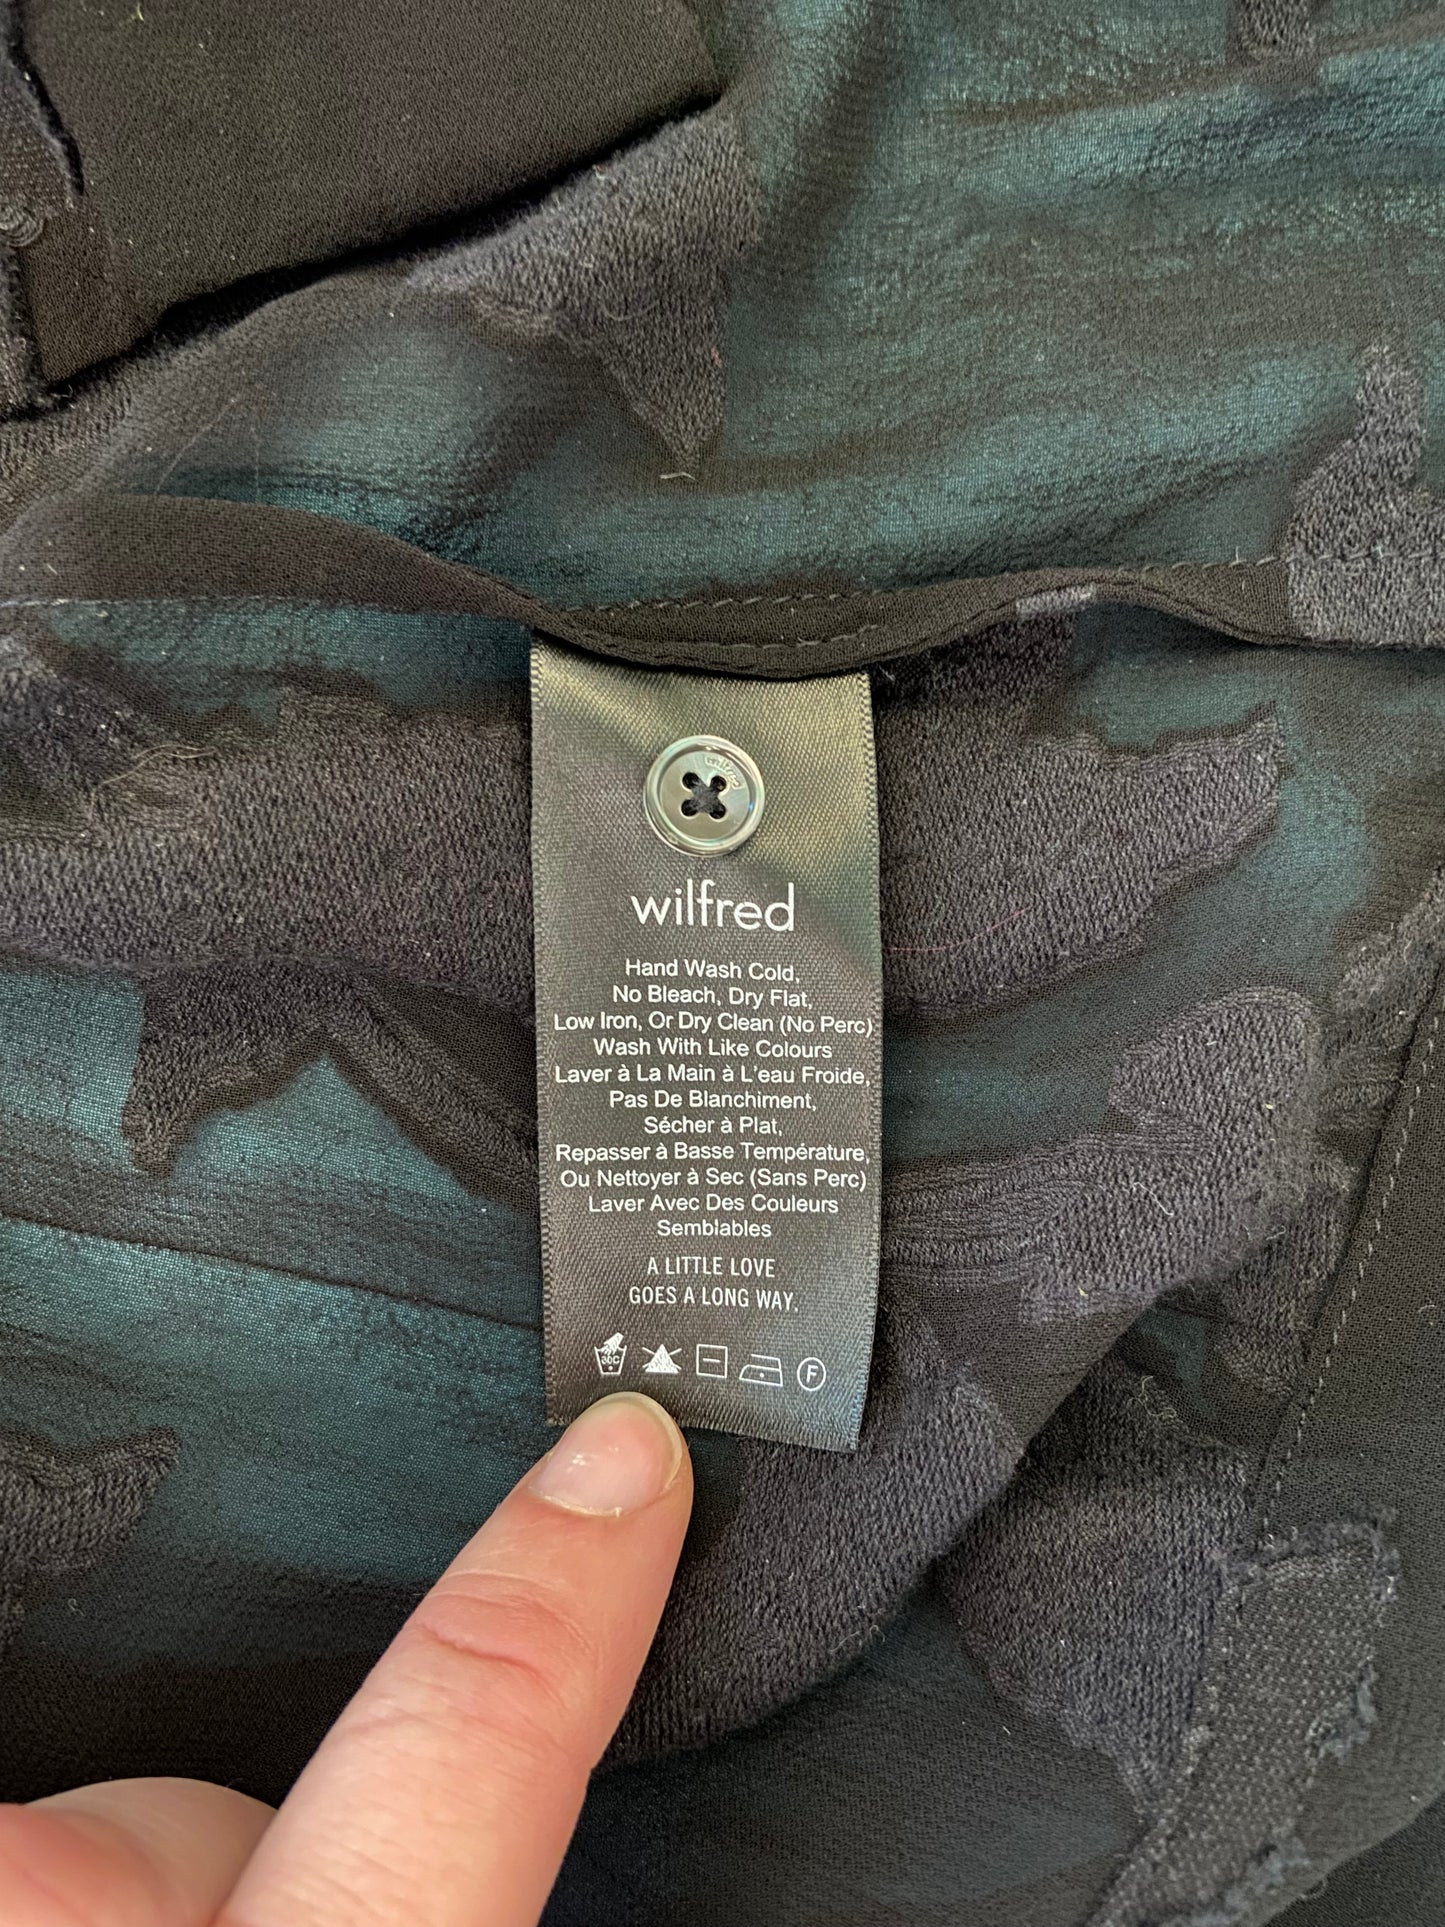 wilfred
wilfred
Hand Wash Cold,
No Bleach, Dry Flat,
Low Iron, Or Dry Clean (No Perc)
Wash With Like Colours
Laver à La Main à L'eau Froide,
Pas De Blanchiment,
Sécher à Plat,
Repasser à Basse Température,
Ou Nettoyer à Sec (Sans Perc)
Laver Avec Des Couleurs
Semblables
A LITTLE LOVE
GOES A LONG WAY.
30C F